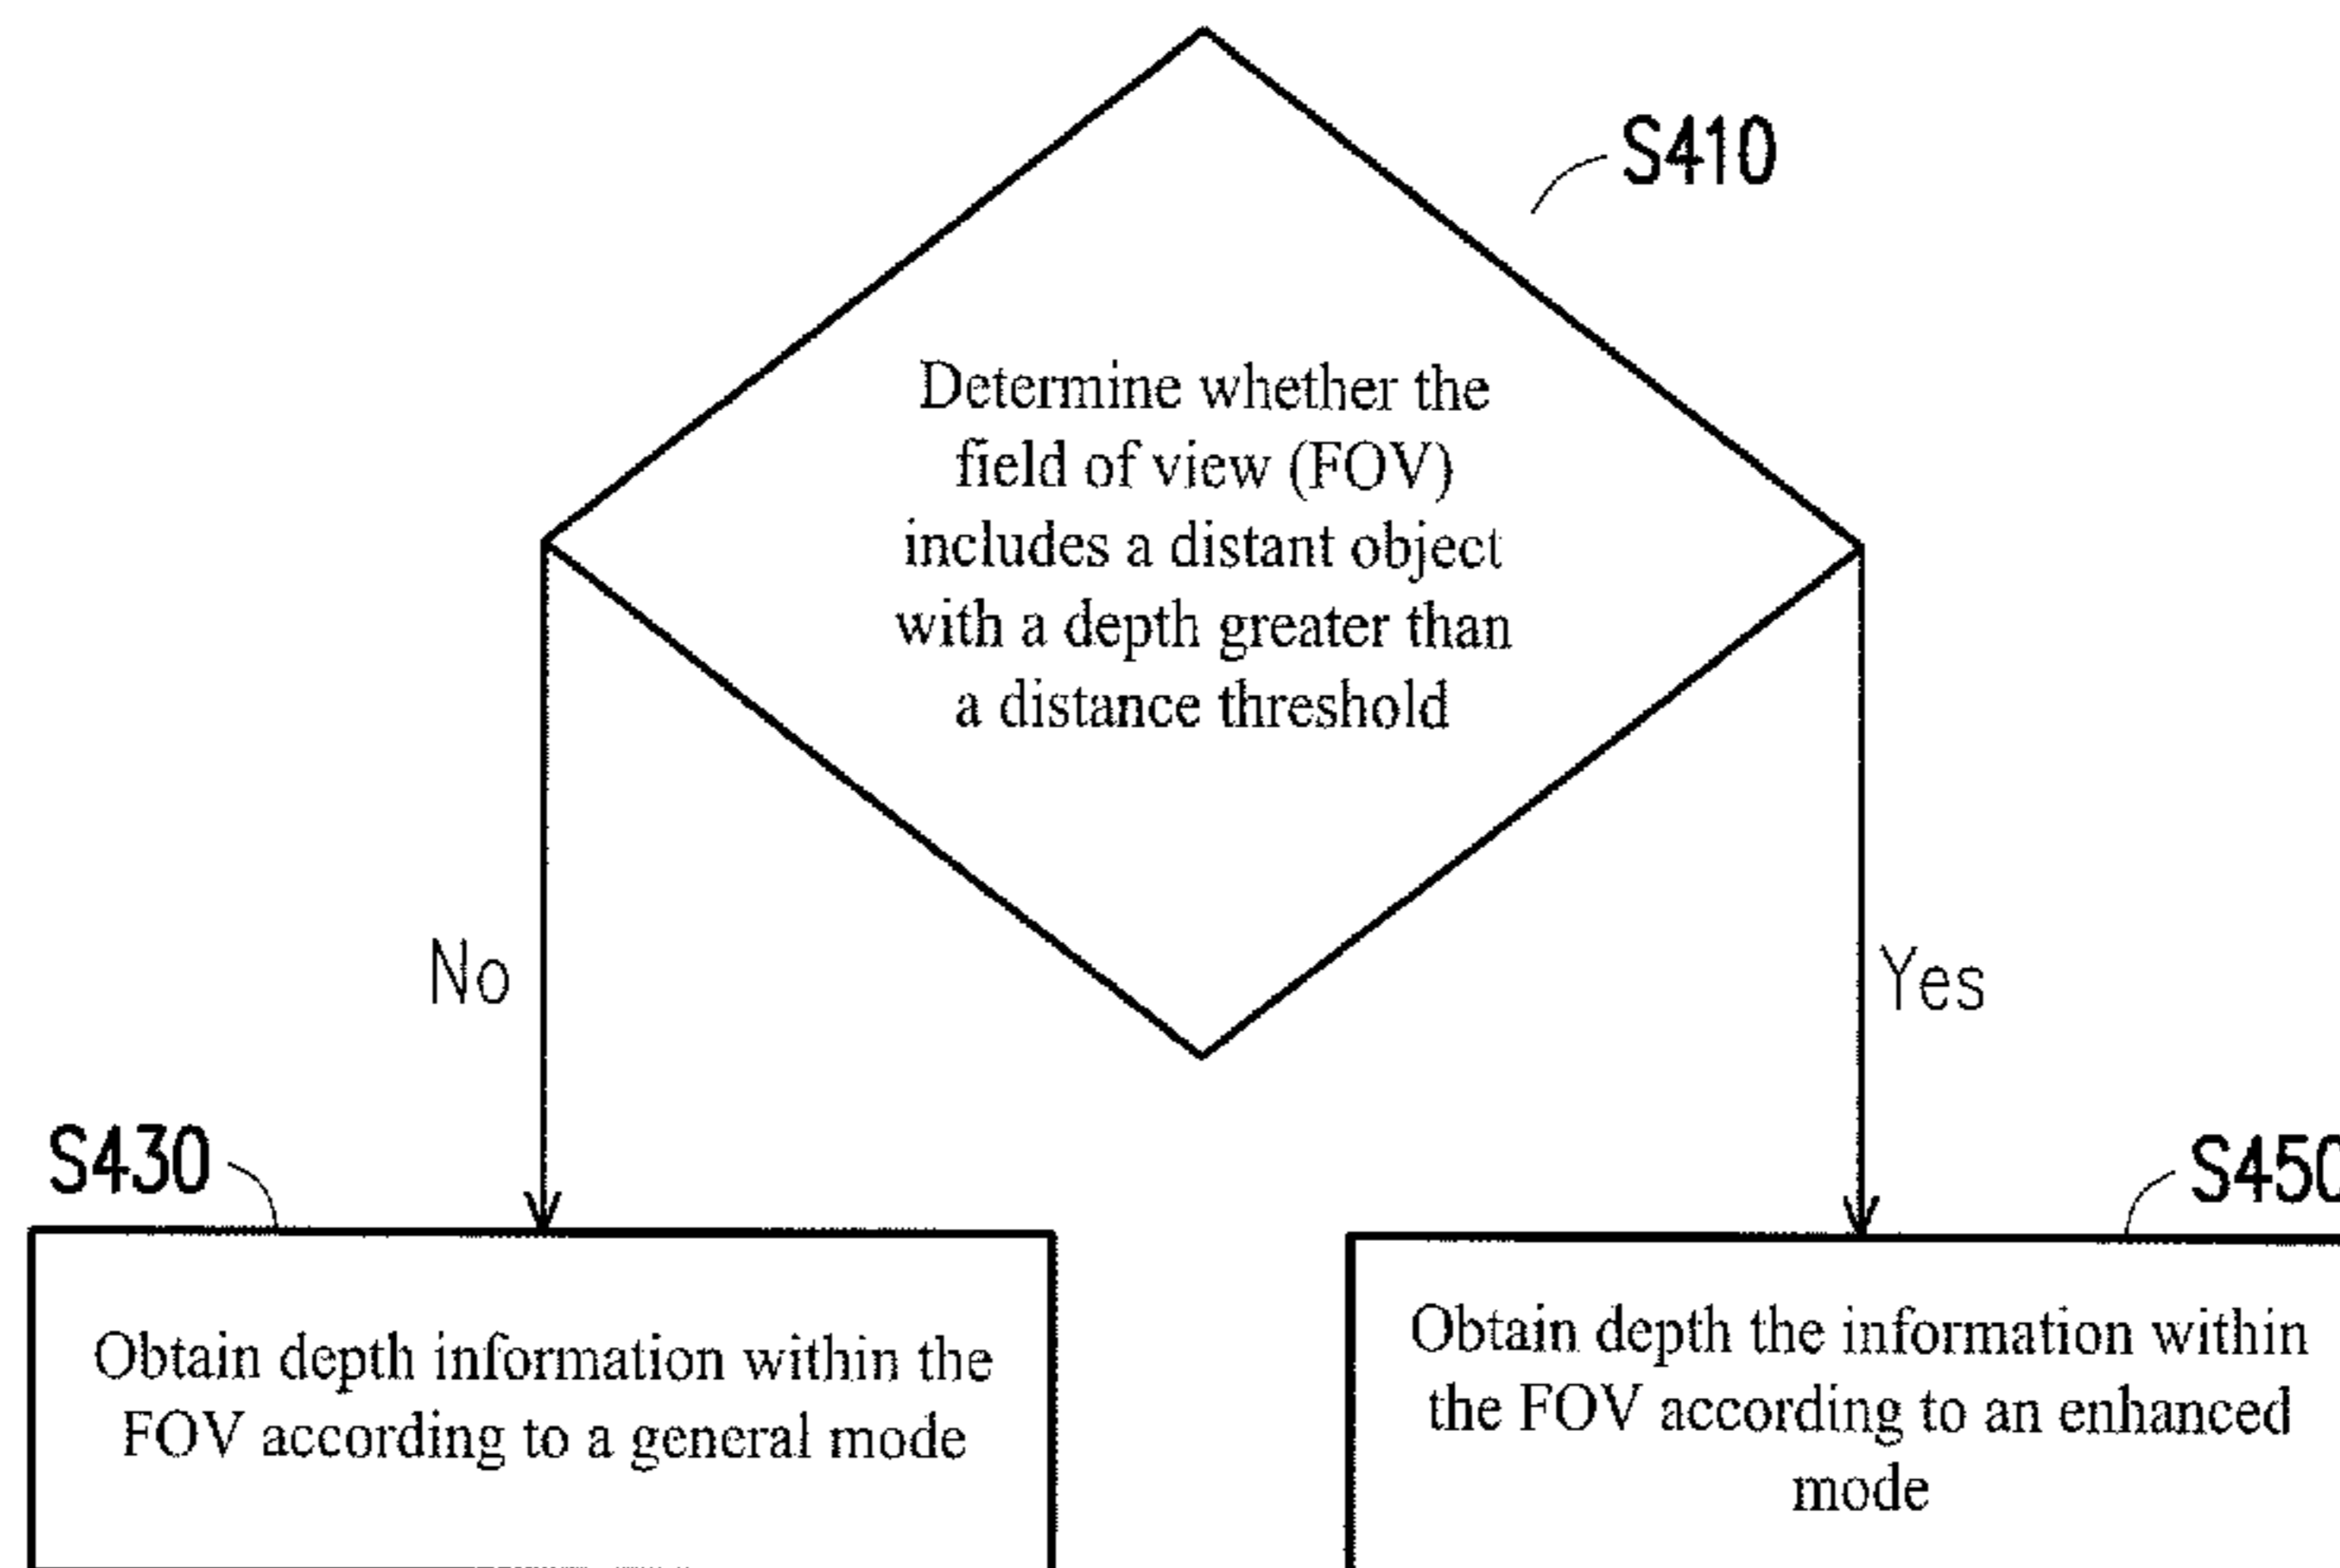 S410
Determine whether the
field of view (FOV)
includes a distant object
with a depth greater than
a distance threshold
No
Yes
S430
S450
Obtain depth information within the
FOV according to a general mode
Obtain depth the information within
the FOV according to an enhanced
mode